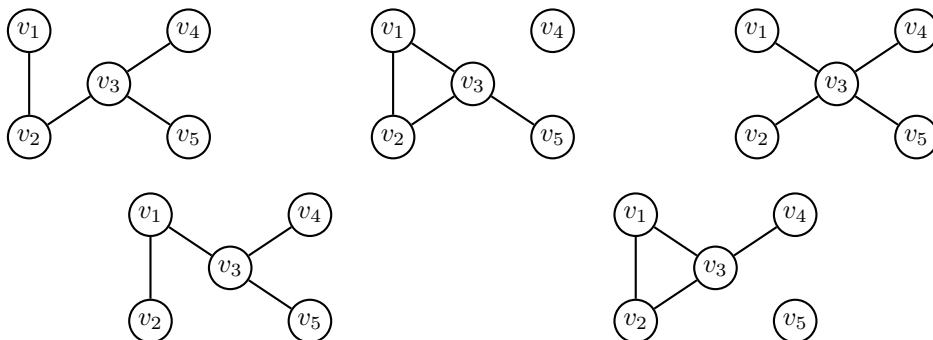 v₁ v₄ v₁ v₄ v₁ v₄
v₃ v₃ v₃
v₂ v₅ v₂ v₅ v₂ v₅
v₁ v₄ v₁ v₄
v₃ v₃
v₂ v₅ v₂ v₅